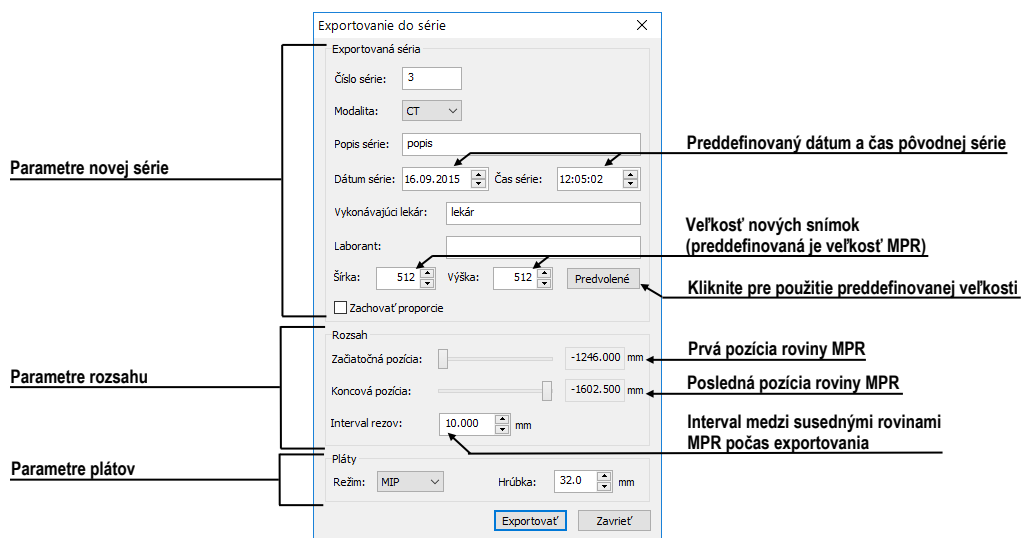 Exportovanie do série
Exportovaná séria
Číslo série: 3
Modalita: CT
Popis série: popis
Preddefinovaný dátum a čas pôvodnej série
Parametre novej série
Dátum série: 16.09.2015 Čas série: 12:05:02
Vykonávajúci lekár: lekár
Veľkosť nových snímok
(preddefinovaná je veľkosť MPR)
Laborant:
Šírka: 512 Výška: 512 Predvolené
Kliknite pre použitie preddefinovanej veľkosti
Zachovať proporcie
Rozsah
Začiatočná pozícia: -1246.000 mm
Prvá pozícia roviny MPR
Parametre rozsahu
Koncová pozícia: -1602.500 mm
Posledná pozícia roviny MPR
Interval rezov: 10.000 mm
Interval medzi susednými rovinami
MPR počas exportovania
Pláty
Parametre plátov
Režim: MIP Hrúbka: 32.0 mm
Exportovať Zavrieť